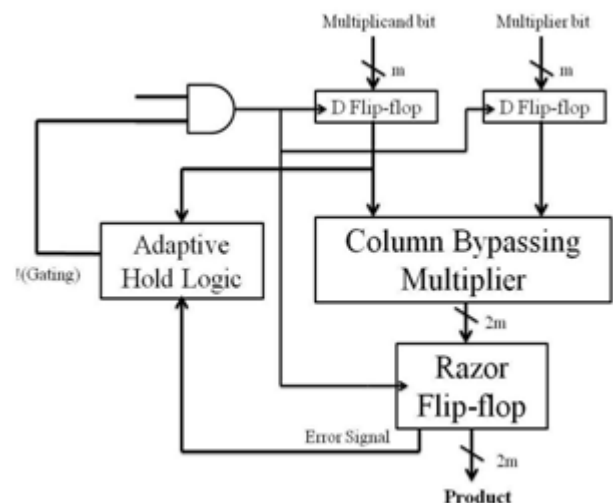 Multiplicand bit
Multiplier bit
m
m
D Flip-flop
D Flip-flop
Adaptive
Hold Logic
Column Bypassing
Multiplier
!(Gating)
2m
Razor
Flip-flop
Error Signal
2m
Product